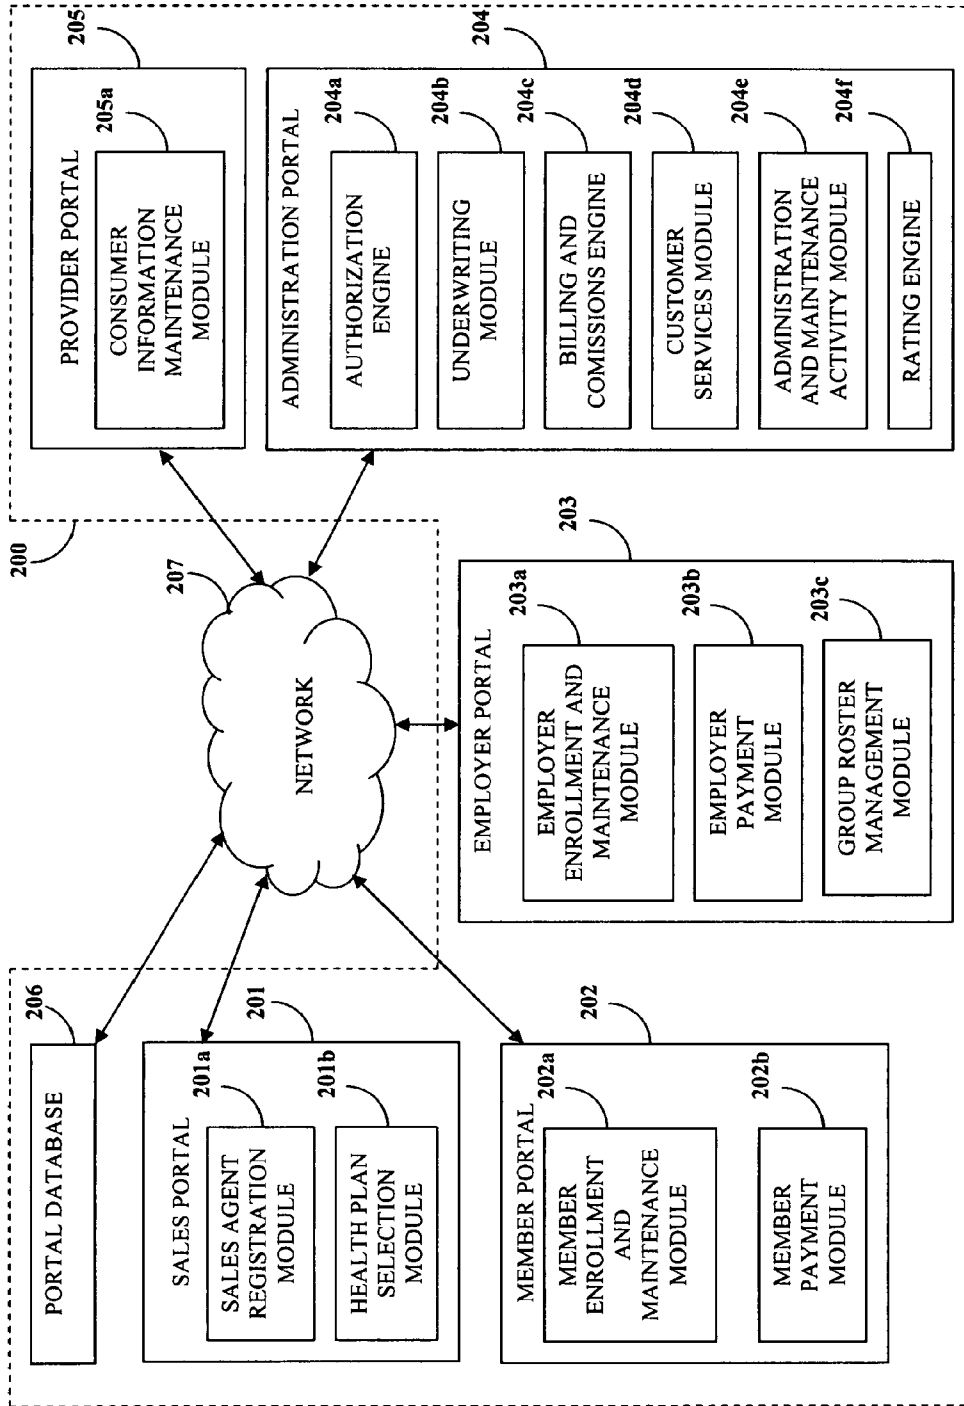 PORTAL DATABASE
206
SALES PORTAL
201
SALES AGENT
REGISTRATION
MODULE
201a
HEALTH PLAN
SELECTION
MODULE
201b
MEMBER PORTAL
202
MEMBER
ENROLLMENT
AND
MAINTENANCE
MODULE
202a
MEMBER
PAYMENT
MODULE
202b
NETWORK
207
200
EMPLOYER PORTAL
203
EMPLOYER
ENROLLMENT AND
MAINTENANCE
MODULE
203a
EMPLOYER
PAYMENT
MODULE
203b
GROUP ROSTER
MANAGEMENT
MODULE
203c
PROVIDER PORTAL
205
CONSUMER
INFORMATION
MAINTENANCE
MODULE
205a
ADMINISTRATION PORTAL
204
AUTHORIZATION
ENGINE
204a
UNDERWRITING
MODULE
204b
BILLING AND
COMISSIONS ENGINE
204c
CUSTOMER
SERVICES MODULE
204d
ADMINISTRATION
AND MAINTENANCE
ACTIVITY MODULE
204e
RATING ENGINE
204f